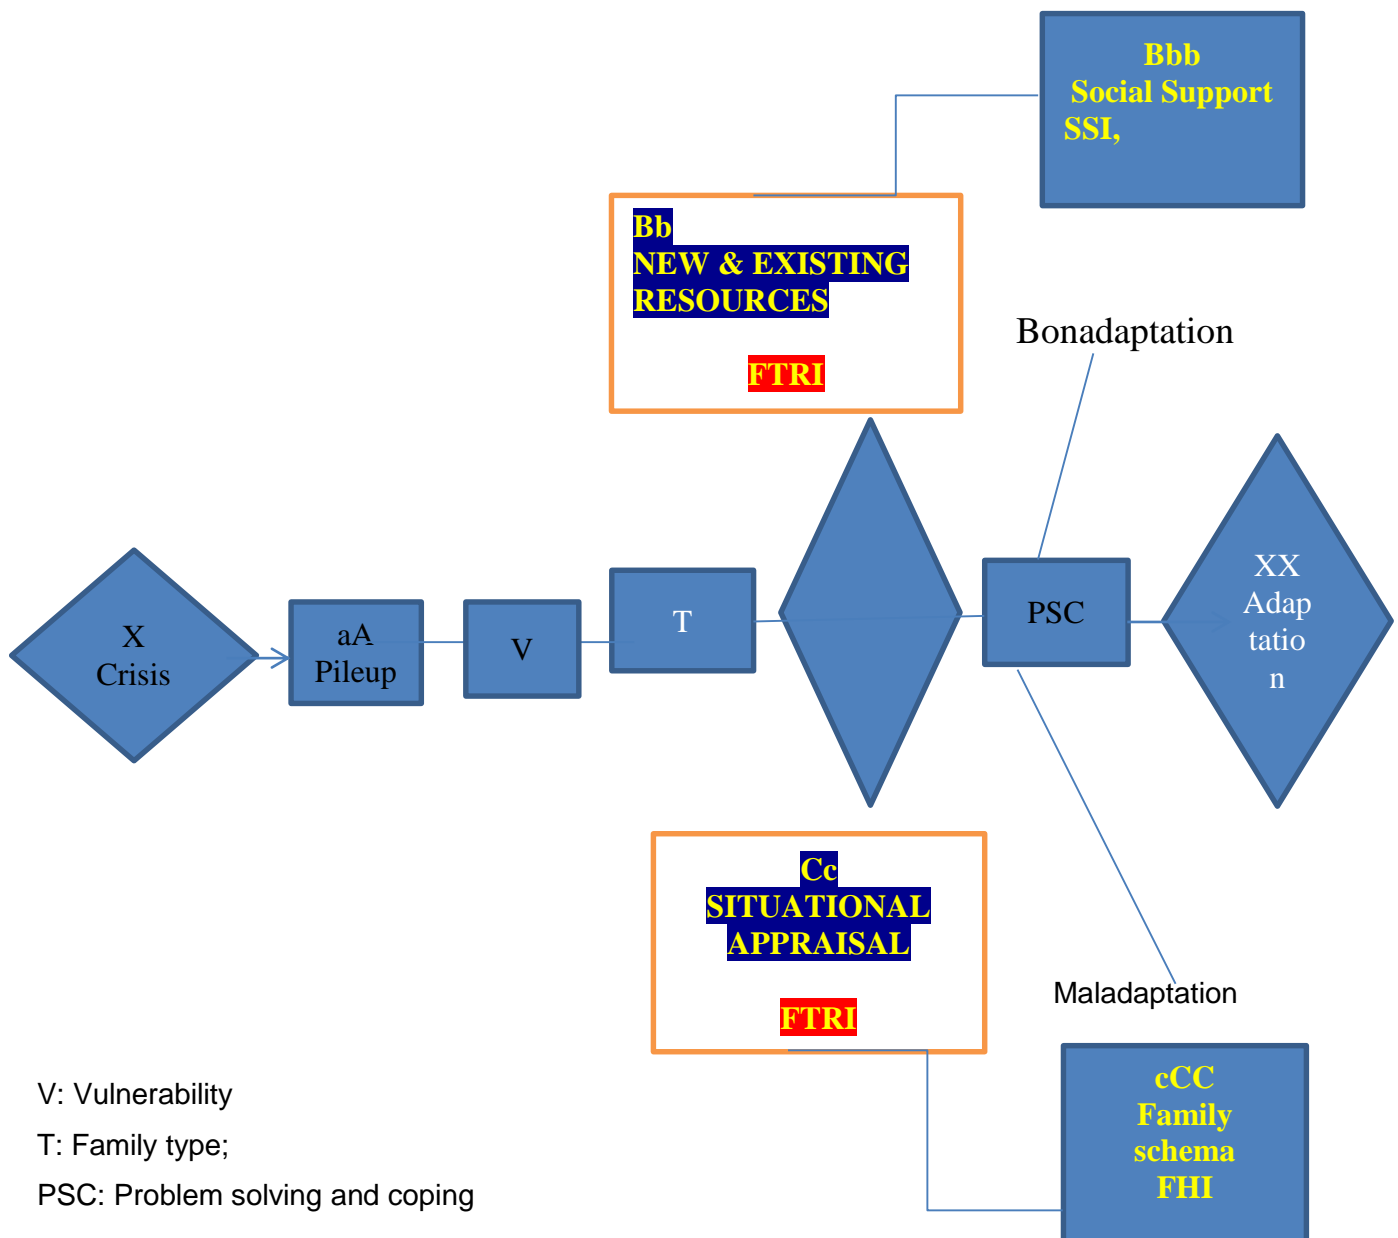 Bbb
Social Support
SSI,
Bb
NEW & EXISTING
RESOURCES
FTRI
Bonadaptation
X
Crisis
aA
Pileup
V
T
PSC
XX
Adap
tatio
n
Cc
SITUATIONAL
APPRAISAL
FTRI
Maladaptation
cCC
Family
schema
FHI
V: Vulnerability
T: Family type;
PSC: Problem solving and coping